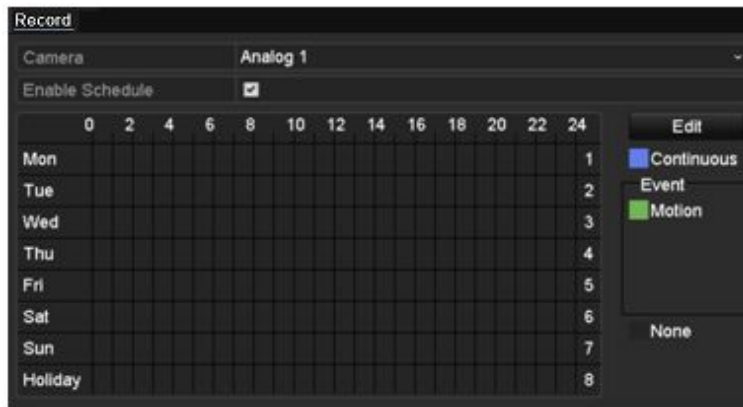 Record
Camera Analog 1
Enable Schedule
0 2 4 6 8 10 12 14 16 18 20 22 24
Edit
Mon 1
Continuous
Event
Tue 2
Motion
Wed 3
Thu 4
Fri 5
Sat 6
None
Sun 7
Holiday 8